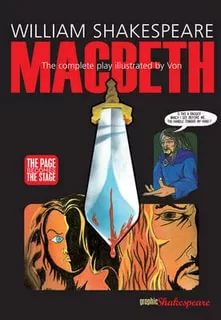 WILLIAM SHAKESPEARE
MACBETH
The complete play illustrated by Von
IS THIS A DAGGER
WHICH I SEE BEFORE ME,
THE HANDLE TOWARD MY HAND?
THE PAGE
BECOMES
THE STAGE
graphic Shakespeare